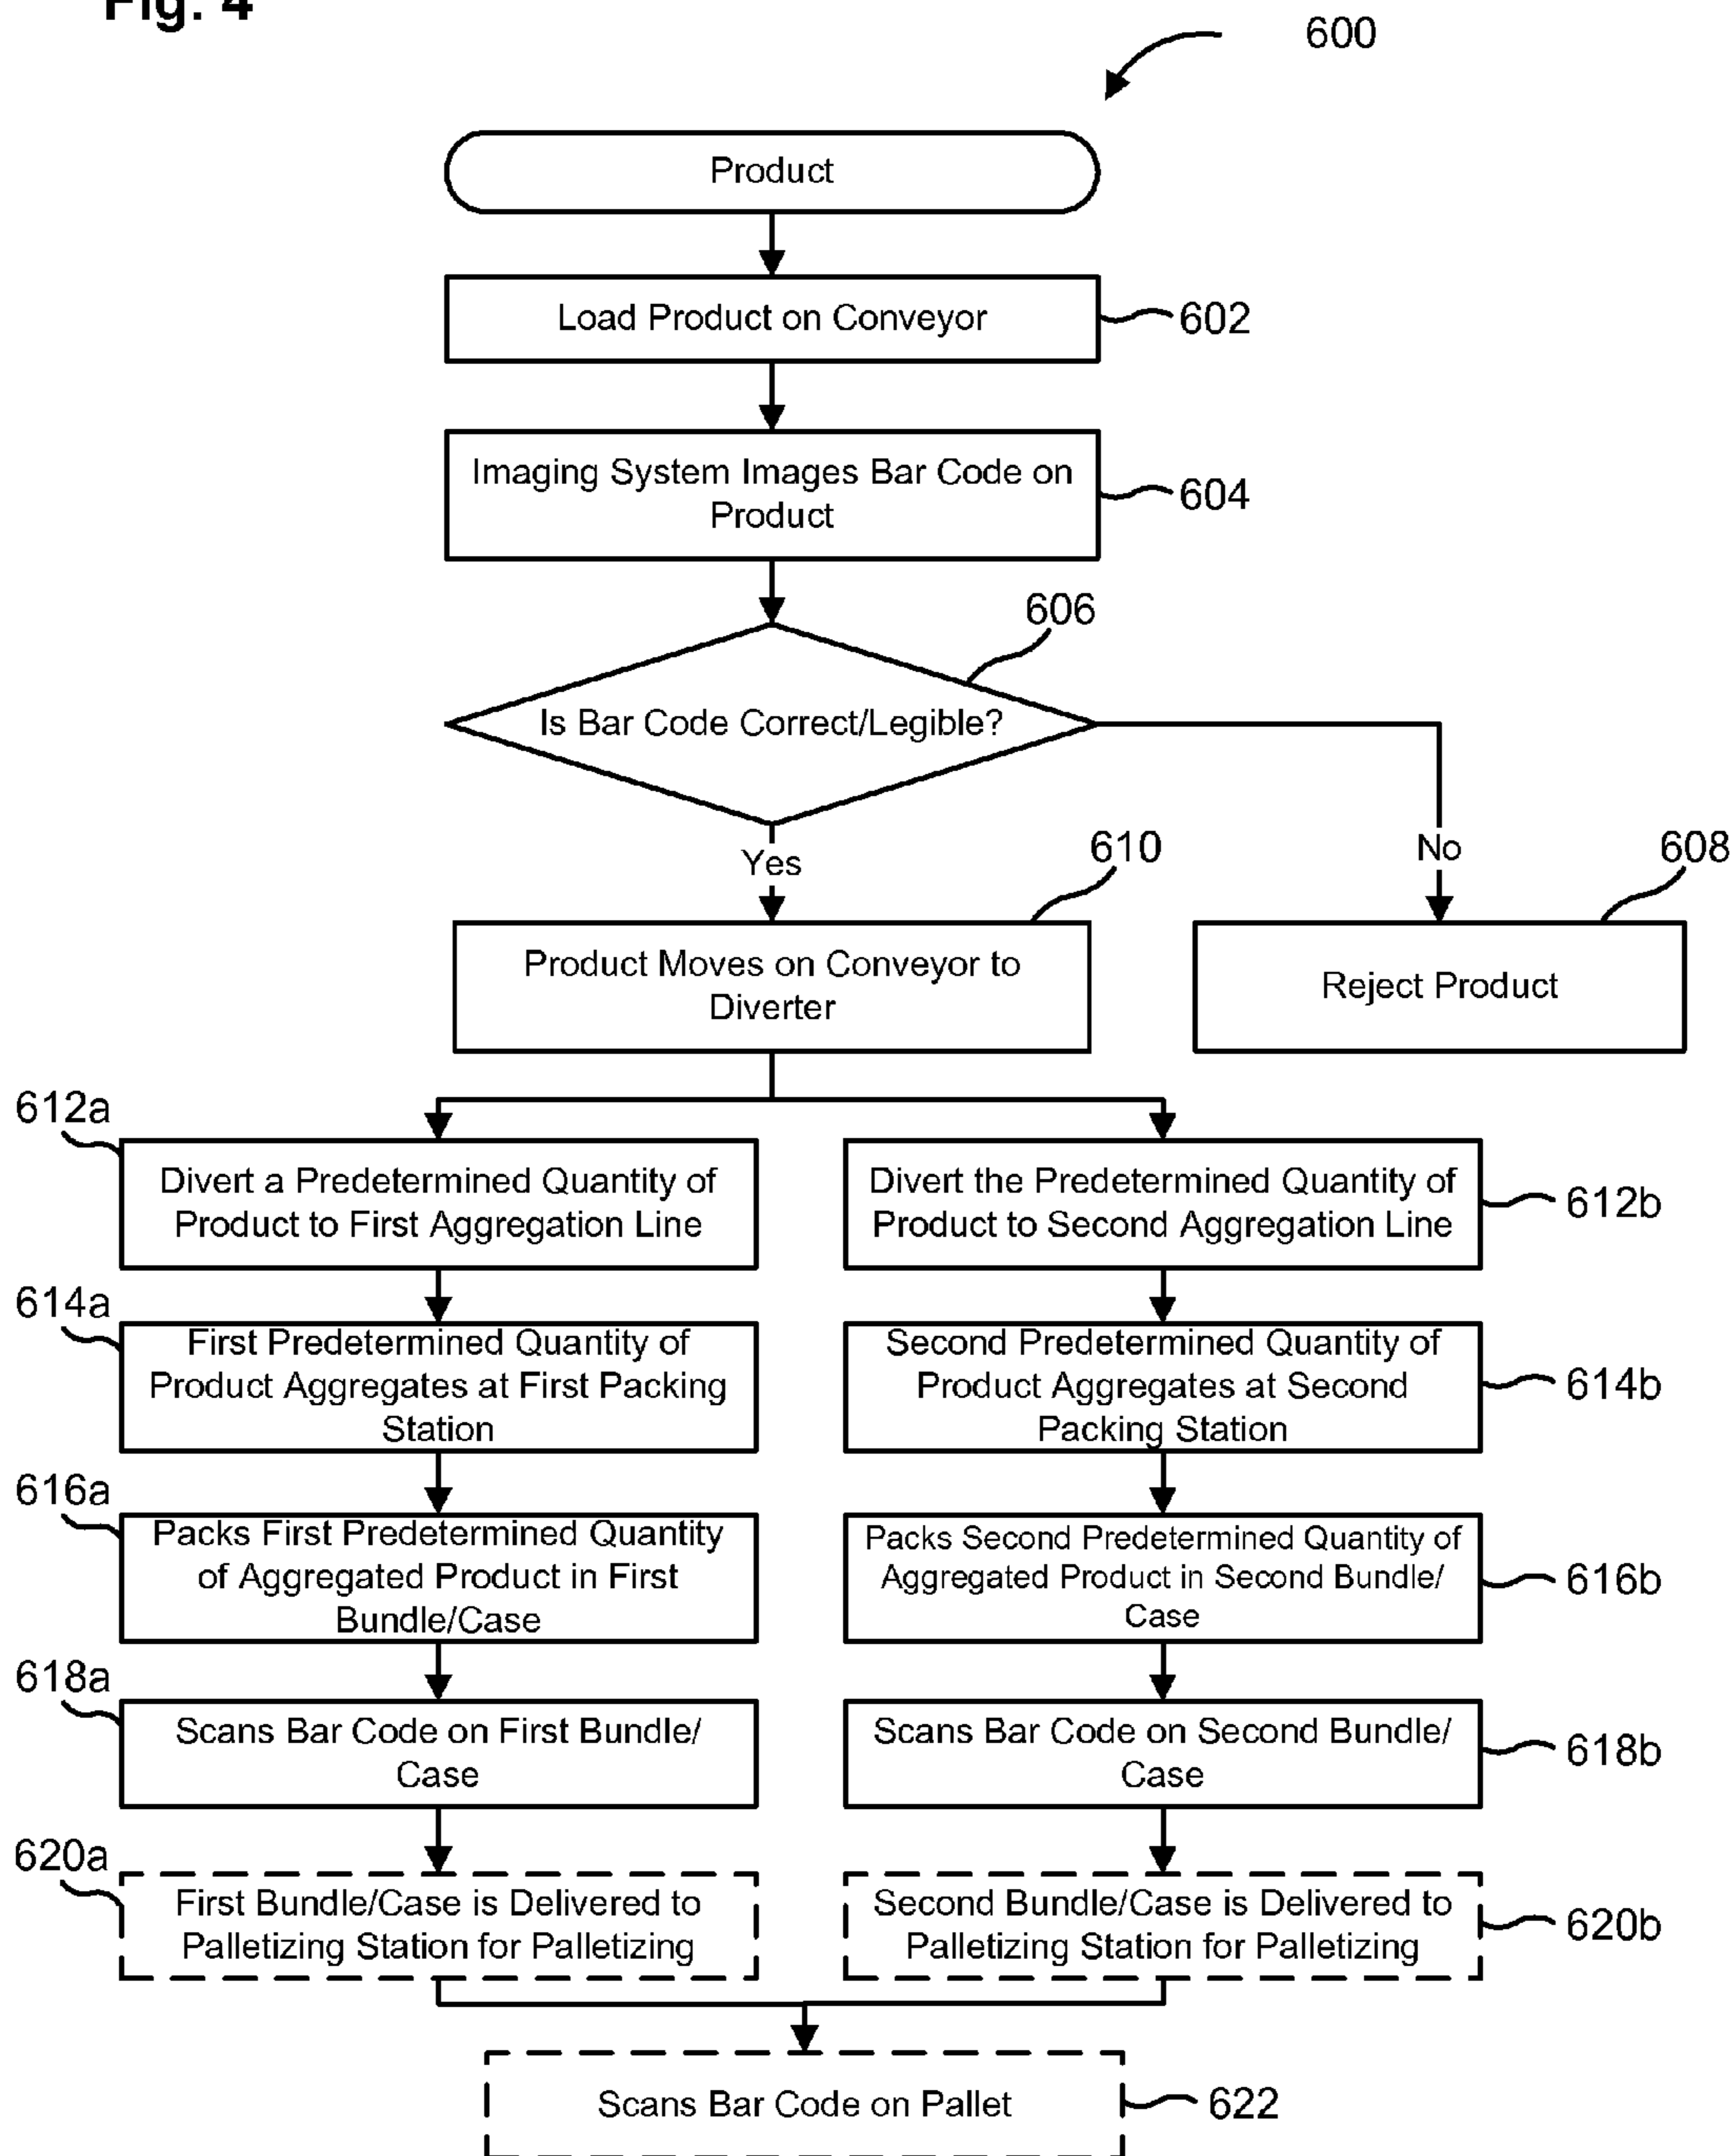 Fig. 4
600
Product
Load Product on Conveyor
602
Imaging System Images Bar Code on
Product
604
606
Is Bar Code Correct/Legible?
Yes
No
610
608
Product Moves on Conveyor to
Diverter
Reject Product
612a
Divert a Predetermined Quantity of
Product to First Aggregation Line
Divert the Predetermined Quantity of
Product to Second Aggregation Line
612b
614a
First Predetermined Quantity of
Product Aggregates at First Packing
Station
Second Predetermined Quantity of
Product Aggregates at Second
Packing Station
614b
616a
Packs First Predetermined Quantity
of Aggregated Product in First
Bundle/Case
Packs Second Predetermined Quantity of
Aggregated Product in Second Bundle/
Case
616b
618a
Scans Bar Code on First Bundle/
Case
Scans Bar Code on Second Bundle/
Case
618b
620a
First Bundle/Case is Delivered to
Palletizing Station for Palletizing
Second Bundle/Case is Delivered to
Palletizing Station for Palletizing
620b
Scans Bar Code on Pallet
622